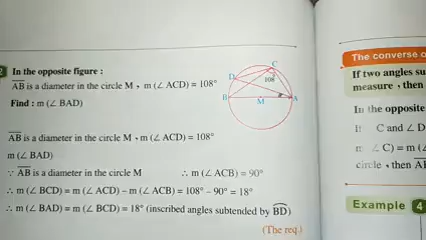 2 In the opposite figure :
AB is a diameter in the circle M , m (∠ ACD) = 108°
Find : m (∠ BAD)
C
D
108°
B
M
A
AB is a diameter in the circle M , m (∠ ACD) = 108°
m (∠ BAD)
∵ AB is a diameter in the circle M ∴ m (∠ ACB) = 90°
∴ m (∠ BCD) = m (∠ ACD) – m (∠ ACB) = 108° – 90° = 18°
∴ m (∠ BAD) = m (∠ BCD) = 18° (inscribed angles subtended by BD)
(The req.)
The converse o
If two angles su
measure , then
In the opposite
If C and ∠ D
∠ C) = m (∠
circle , then
Example 4